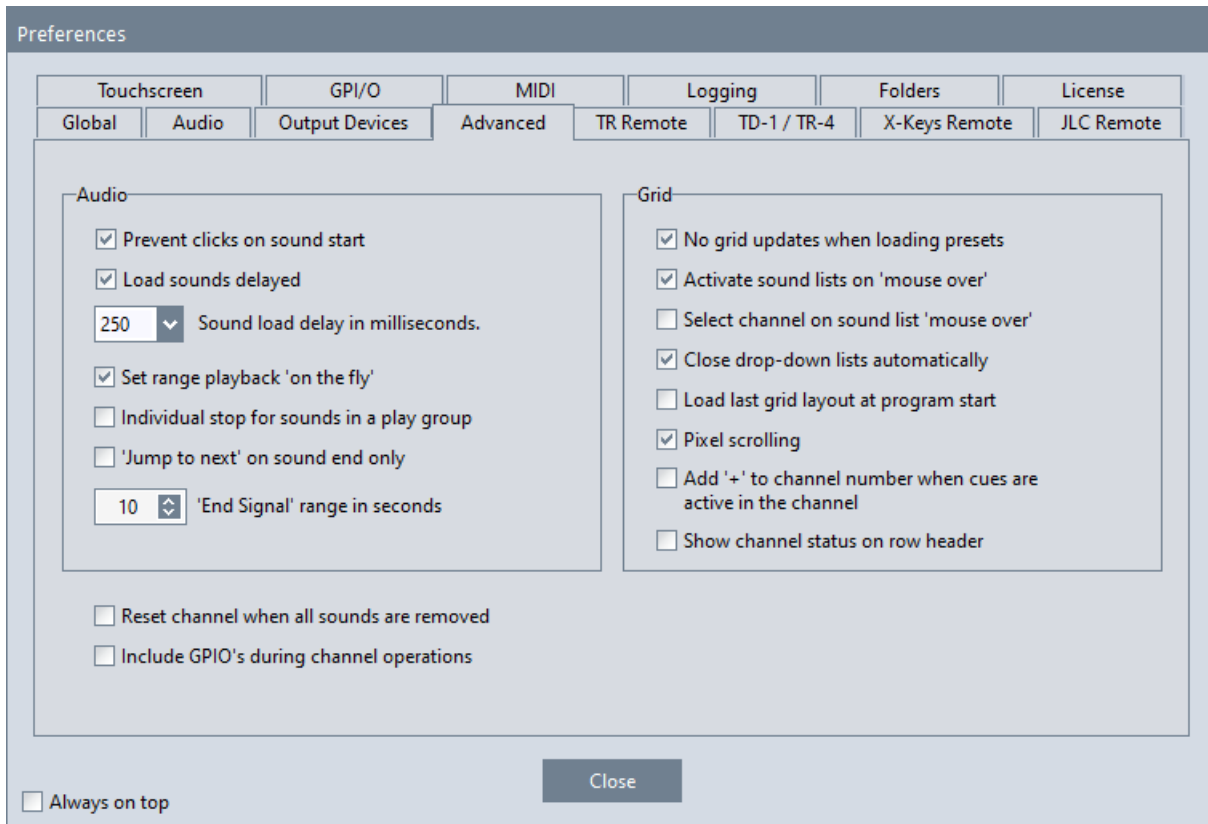 Preferences
Touchscreen GPI/O MIDI Logging Folders License
Global Audio Output Devices Advanced TR Remote TD-1 / TR-4 X-Keys Remote JLC Remote
Audio
Prevent clicks on sound start
Load sounds delayed
250 Sound load delay in milliseconds.
Set range playback 'on the fly'
Individual stop for sounds in a play group
'Jump to next' on sound end only
10 'End Signal' range in seconds
Grid
No grid updates when loading presets
Activate sound lists on 'mouse over'
Select channel on sound list 'mouse over'
Close drop-down lists automatically
Load last grid layout at program start
Pixel scrolling
Add '+' to channel number when cues are
active in the channel
Show channel status on row header
Reset channel when all sounds are removed
Include GPIO's during channel operations
Close
Always on top